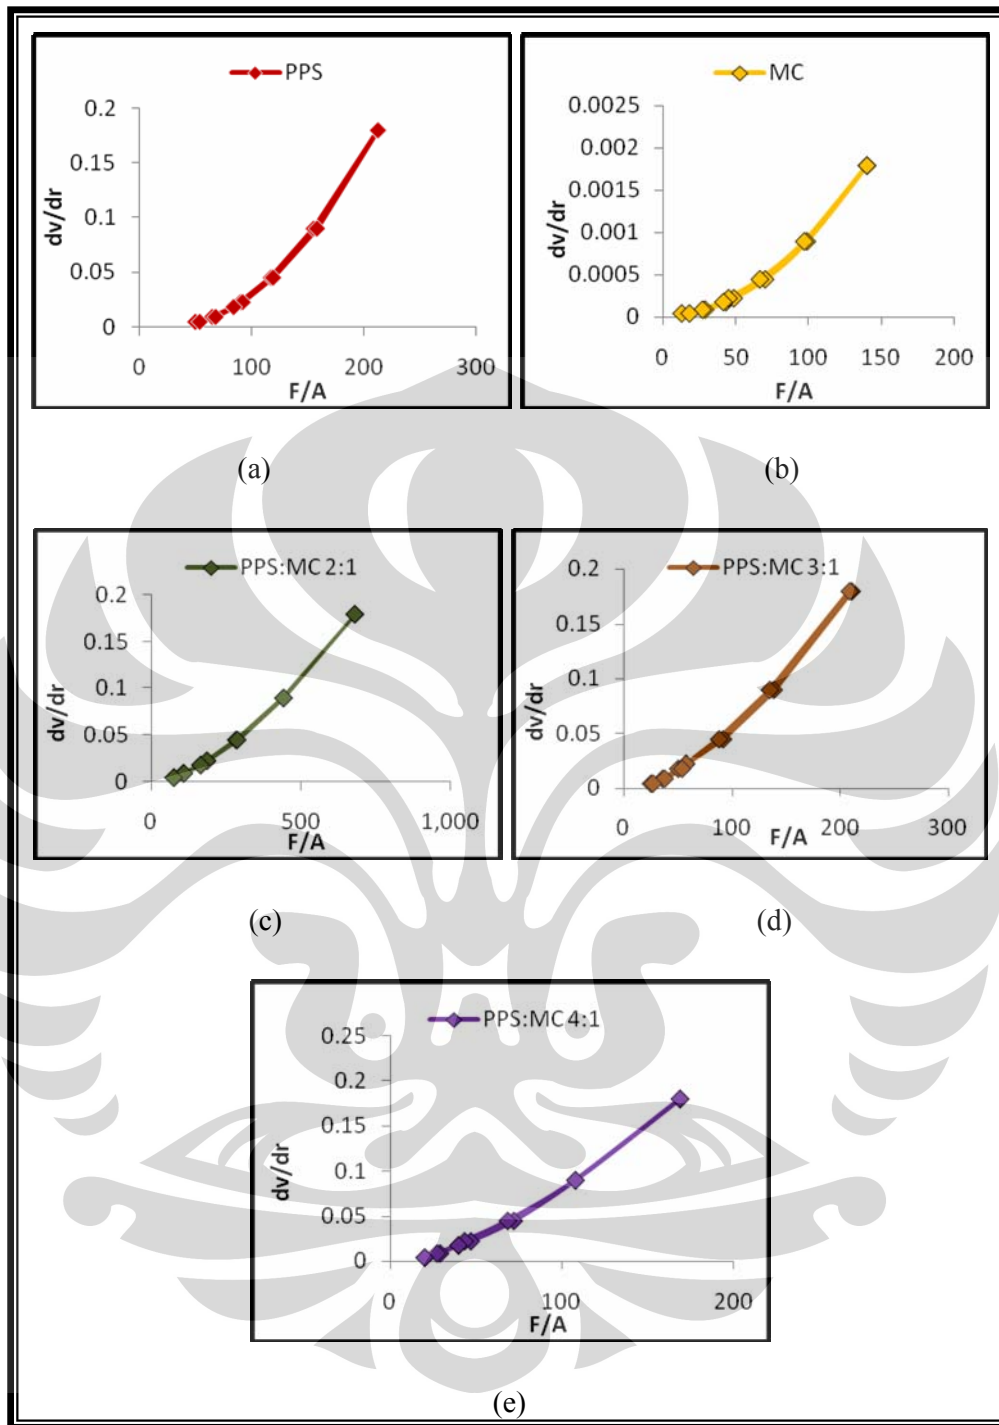 PPS
0.2
0.15
0.1
0.05
0
dv/dr
0 100 200 300
F/A
(a)
MC
0.0025
0.002
0.0015
0.001
0.0005
0
dv/dr
0 50 100 150 200
F/A
(b)
PPS:MC 2:1
0.2
0.15
0.1
0.05
0
dv/dr
0 500 1,000
F/A
(c)
PPS:MC 3:1
0.2
0.15
0.1
0.05
0
dv/dr
0 100 200 300
F/A
(d)
PPS:MC 4:1
0.25
0.2
0.15
0.1
0.05
0
dv/dr
0 100 200
F/A
(e)